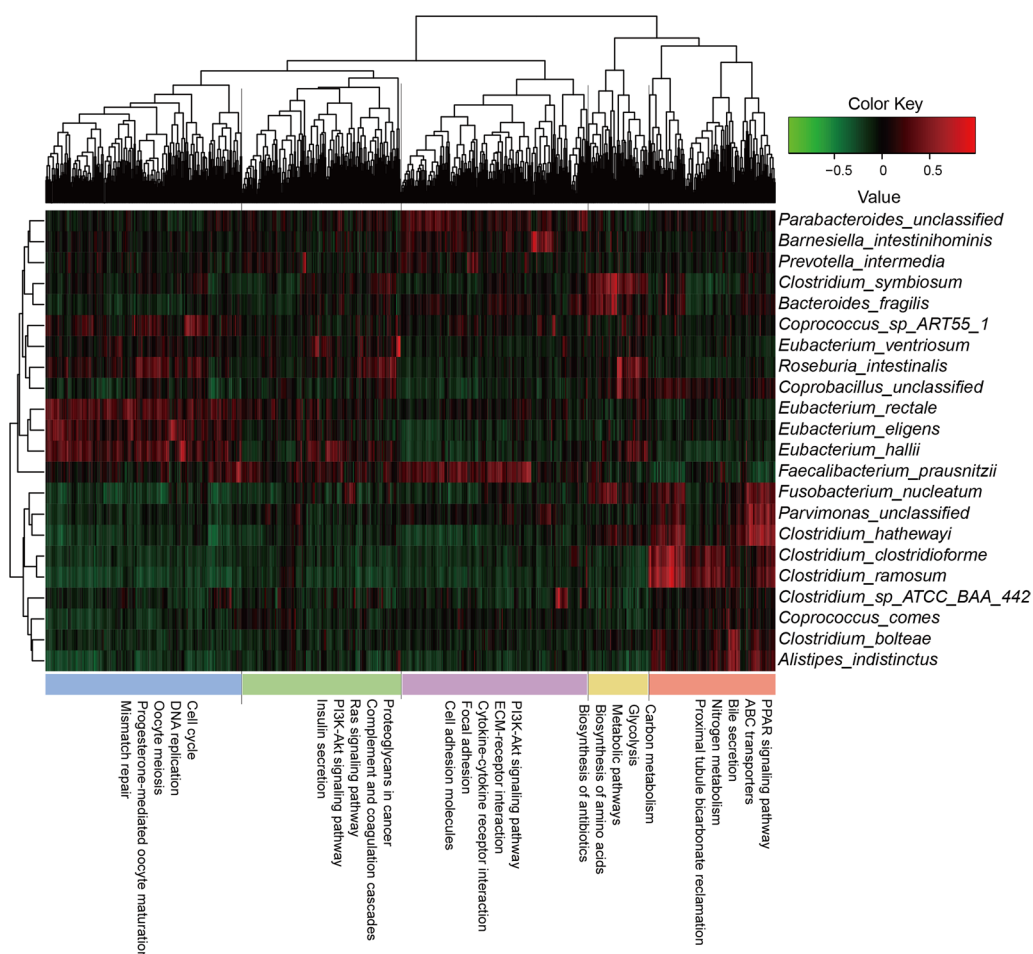 Color Key
−0.5 0 0.5
Value
Parabacteroides_unclassified
Barnesiella_intestinihominis
Prevotella_intermedia
Clostridium_symbiosum
Bacteroides_fragilis
Coprococcus_sp_ART55_1
Eubacterium_ventriosum
Roseburia_intestinalis
Coprobacillus_unclassified
Eubacterium_rectale
Eubacterium_eligens
Eubacterium_hallii
Faecalibacterium_prausnitzii
Fusobacterium_nucleatum
Parvimonas_unclassified
Clostridium_hathewayi
Clostridium_clostridioforme
Clostridium_ramosum
Clostridium_sp_ATCC_BAA_442
Coprococcus_comes
Clostridium_bolteae
Alistipes_indistinctus
Cell cycle
DNA replication
Oocyte meiosis
Progesterone-mediated oocyte maturation
Mismatch repair
Proteoglycans in cancer
Complement and coagulation cascades
Ras signaling pathway
PI3K-Akt signaling pathway
Insulin secretion
PI3K-Akt signaling pathway
ECM-receptor interaction
Cytokine-cytokine receptor interaction
Focal adhesion
Cell adhesion molecules
Carbon metabolism
Glycolysis
Metabolic pathways
Biosynthesis of amino acids
Biosynthesis of antibiotics
PPAR signaling pathway
ABC transporters
Bile secretion
Nitrogen metabolism
Proximal tubule bicarbonate reclamation